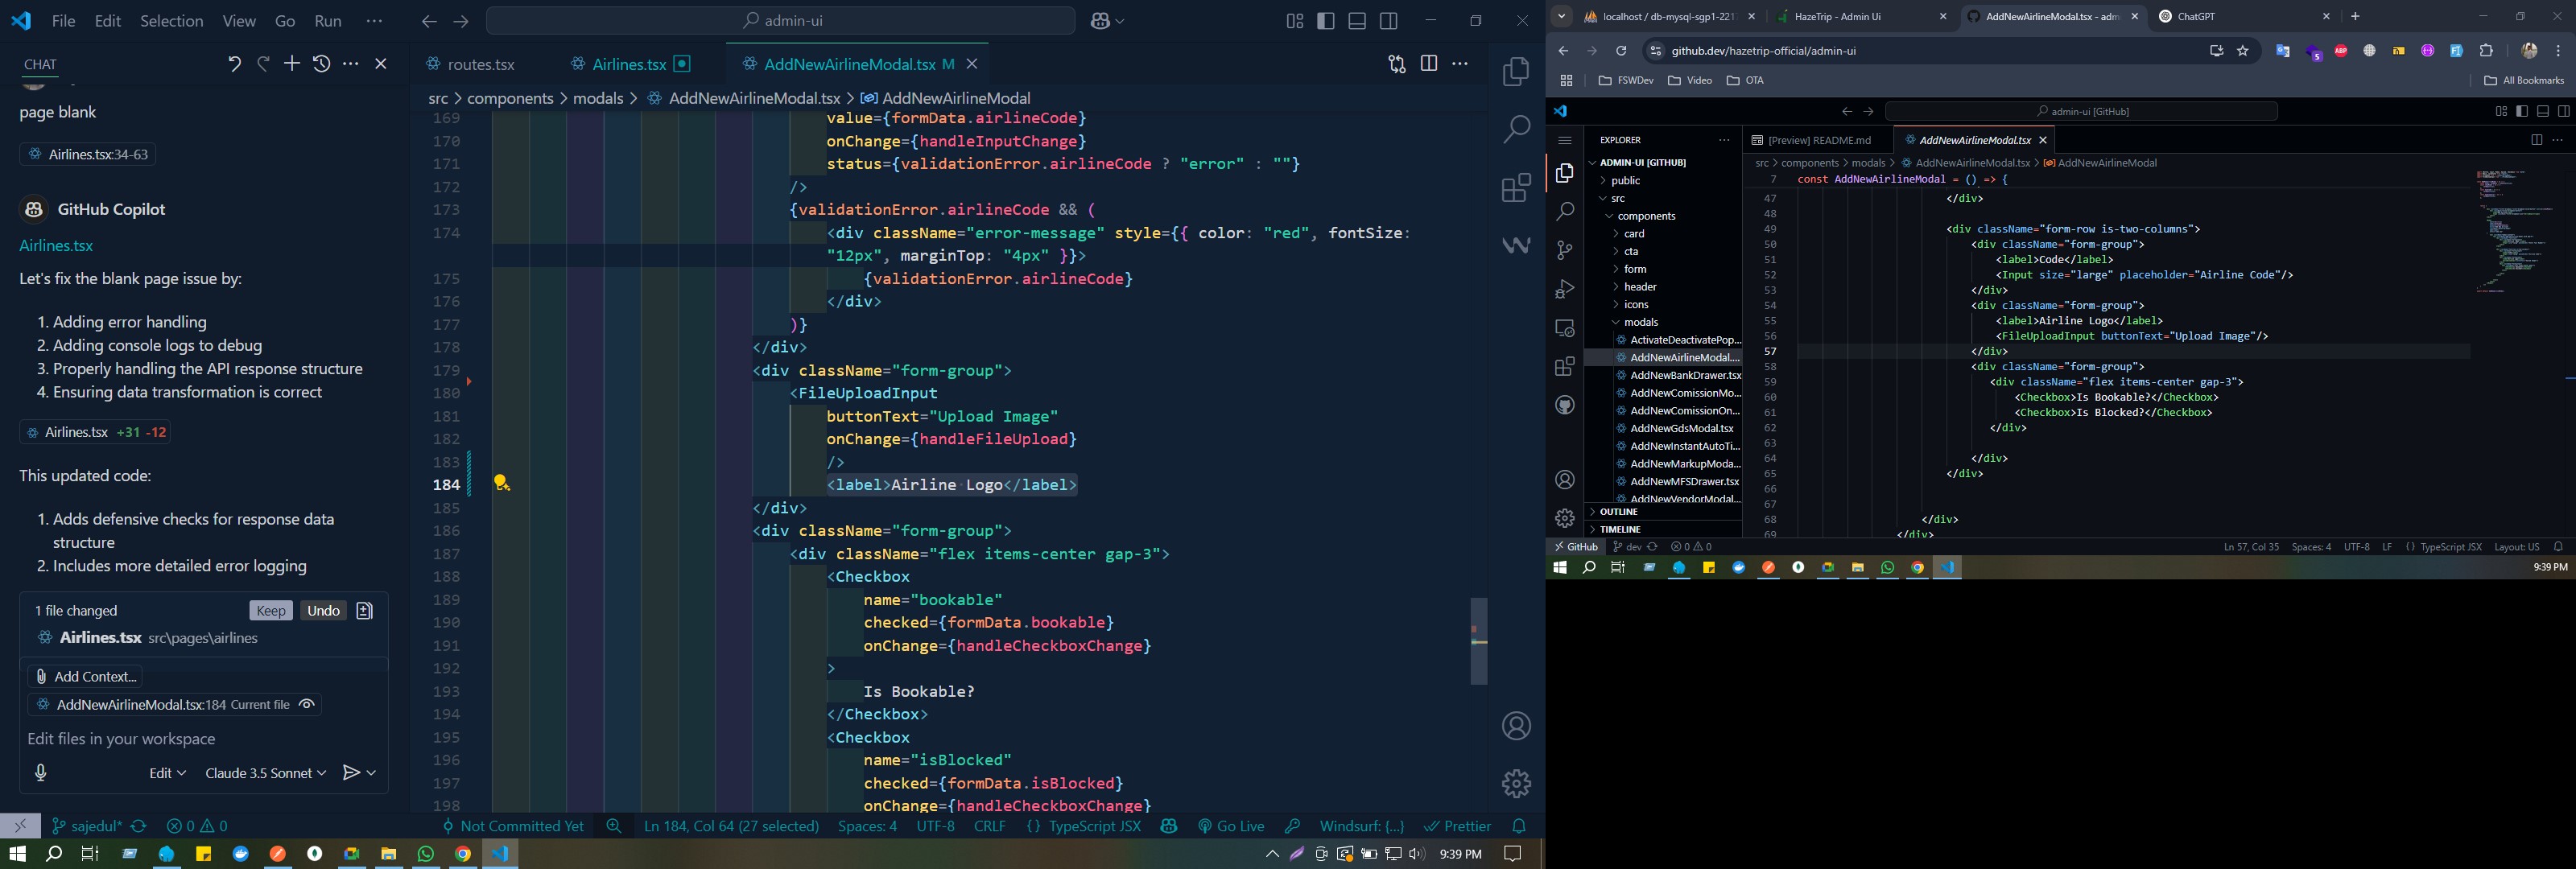 File Edit Selection View Go Run ···
admin-ui
CHAT
page blank
Airlines.tsx:34-63
GitHub Copilot
Airlines.tsx
Let's fix the blank page issue by:
1. Adding error handling
2. Adding console logs to debug
3. Properly handling the API response structure
4. Ensuring data transformation is correct
Airlines.tsx +31 -12
This updated code:
1. Adds defensive checks for response data
structure
2. Includes more detailed error logging
1 file changed Keep Undo
Airlines.tsx src\pages\airlines
Add Context...
AddNewAirlineModal.tsx:184 Current file
Edit files in your workspace
Edit Claude 3.5 Sonnet
routes.tsx Airlines.tsx AddNewAirlineModal.tsx M
src > components > modals > AddNewAirlineModal.tsx > AddNewAirlineModal
169 value={formData.airlineCode}
170 onChange={handleInputChange}
171 status={validationError.airlineCode ? "error" : ""}
172 />
173 {validationError.airlineCode && (
174 <div className="error-message" style={{ color: "red", fontSize:
"12px", marginTop: "4px" }}>
175 {validationError.airlineCode}
176 </div>
177 )}
178 </div>
179 <div className="form-group">
180 <FileUploadInput
181 buttonText="Upload Image"
182 onChange={handleFileUpload}
183 />
184 <label>Airline·Logo</label>
185 </div>
186 <div className="form-group">
187 <div className="flex items-center gap-3">
188 <Checkbox
189 name="bookable"
190 checked={formData.bookable}
191 onChange={handleCheckboxChange}
192 >
193 Is Bookable?
194 </Checkbox>
195 <Checkbox
196 name="isBlocked"
197 checked={formData.isBlocked}
198 onChange={handleCheckboxChange}
sajedul* 0 0 Not Committed Yet Ln 184, Col 64 (27 selected) Spaces: 4 UTF-8 CRLF {} TypeScript JSX Go Live Windsurf: {...} Prettier
9:39 PM
localhost / db-mysql-sgp1-221 HazeTrip - Admin Ui AddNewAirlineModal.tsx - adm ChatGPT
github.dev/hazetrip-official/admin-ui
FSWDev Video OTA All Bookmarks
admin-ui [GitHub]
EXPLORER
ADMIN-UI [GITHUB]
public
src
components
card
cta
form
header
icons
modals
ActivateDeactivatePop...
AddNewAirlineModal....
AddNewBankDrawer.tsx
AddNewComissionMo...
AddNewComissionOn...
AddNewGdsModal.tsx
AddNewInstantAutoTi...
AddNewMarkupModa...
AddNewMFSDrawer.tsx
AddNewVendorModal...
OUTLINE
TIMELINE
[Preview] README.md AddNewAirlineModal.tsx
src > components > modals > AddNewAirlineModal.tsx > AddNewAirlineModal
7 const AddNewAirlineModal = () => {
47 </div>
48
49 <div className="form-row is-two-columns">
50 <div className="form-group">
51 <label>Code</label>
52 <Input size="large" placeholder="Airline Code"/>
53 </div>
54 <div className="form-group">
55 <label>Airline Logo</label>
56 <FileUploadInput buttonText="Upload Image"/>
57 </div>
58 <div className="form-group">
59 <div className="flex items-center gap-3">
60 <Checkbox>Is Bookable?</Checkbox>
61 <Checkbox>Is Blocked?</Checkbox>
62 </div>
63
64 </div>
65 </div>
66
67
68 </div>
69 </div>
GitHub dev 0 0 Ln 57, Col 35 Spaces: 4 UTF-8 LF {} TypeScript JSX Layout: US
9:39 PM